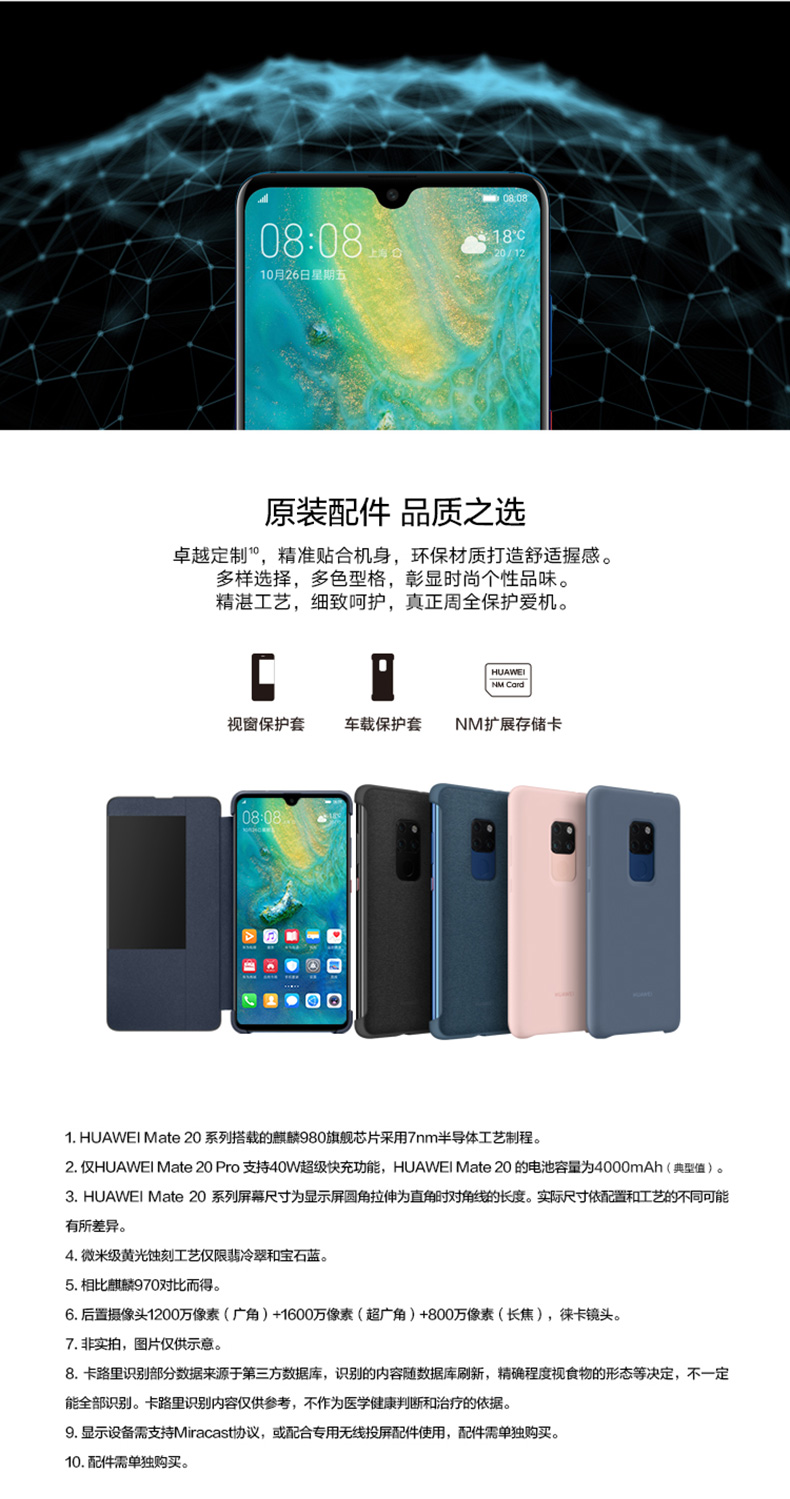 08:08
08:08 上海
18°C
20 / 12
10月26日星期五
原装配件 品质之选
卓越定制¹⁰，精准贴合机身，环保材质打造舒适握感。
多样选择，多色型格，彰显时尚个性品味。
精湛工艺，细致呵护，真正周全保护爱机。
HUAWEI
NM Card
视窗保护套 车载保护套 NM扩展存储卡
08:08
HUAWEI
HUAWEI
1. HUAWEI Mate 20 系列搭载的麒麟980旗舰芯片采用7nm半导体工艺制程。
2. 仅HUAWEI Mate 20 Pro 支持40W超级快充功能，HUAWEI Mate 20 的电池容量为4000mAh（典型值）。
3. HUAWEI Mate 20 系列屏幕尺寸为显示屏圆角拉伸为直角时对角线的长度。实际尺寸依配置和工艺的不同可能
有所差异。
4. 微米级黄光蚀刻工艺仅限翡冷翠和宝石蓝。
5. 相比麒麟970对比而得。
6. 后置摄像头1200万像素（广角）+1600万像素（超广角）+800万像素（长焦），徕卡镜头。
7. 非实拍，图片仅供示意。
8. 卡路里识别部分数据来源于第三方数据库，识别的内容随数据库刷新，精确程度视食物的形态等决定，不一定
能全部识别。卡路里识别内容仅供参考，不作为医学健康判断和治疗的依据。
9. 显示设备需支持Miracast协议，或配合专用无线投屏配件使用，配件需单独购买。
10. 配件需单独购买。